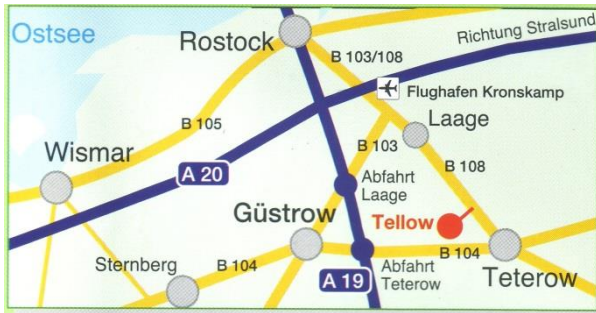 Ostsee
Rostock
Richtung Stralsund
B 103/108
Flughafen Kronskamp
B 105
Laage
Wismar
B 103
A 20
Abfahrt
Laage
B 108
Güstrow
Tellow
Sternberg
B 104
A 19
Abfahrt
Teterow
B 104
Teterow